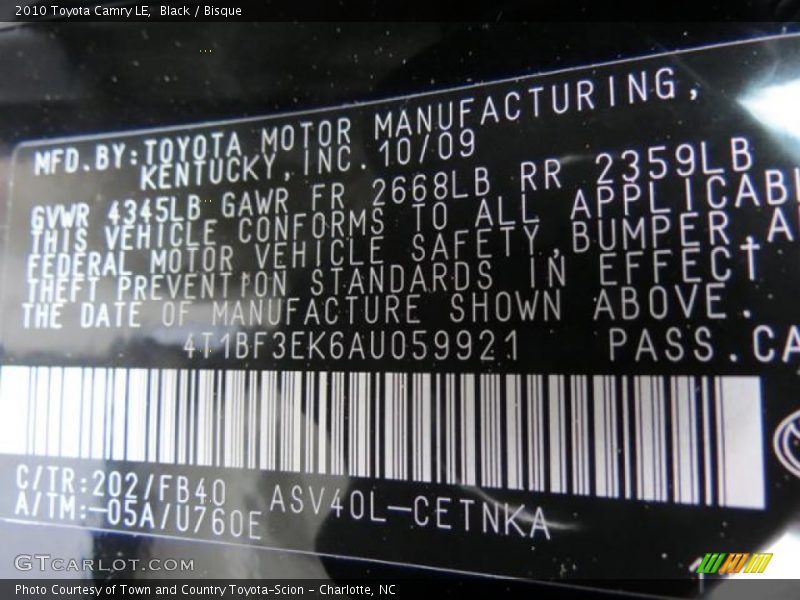 2010 Toyota Camry LE,  Black / Bisque
MFD.BY:TOYOTA MOTOR MANUFACTURING,
KENTUCKY,INC.10/09
GVWR 4345LB GAWR FR 2668LB RR 2359LB
THIS VEHICLE CONFORMS TO ALL APPLICABL
FEDERAL MOTOR VEHICLE SAFETY,BUMPER,A
THEFT PREVENTION STANDARDS IN EFFECT
THE DATE OF MANUFACTURE SHOWN ABOVE.
4T1BF3EK6AU059921 PASS.CA
C/TR:202/FB40 ASV40L-CETNKA
A/TM:-05A/U760E
GTCARLOT.COM
Photo Courtesy of Town and Country Toyota-Scion - Charlotte, NC